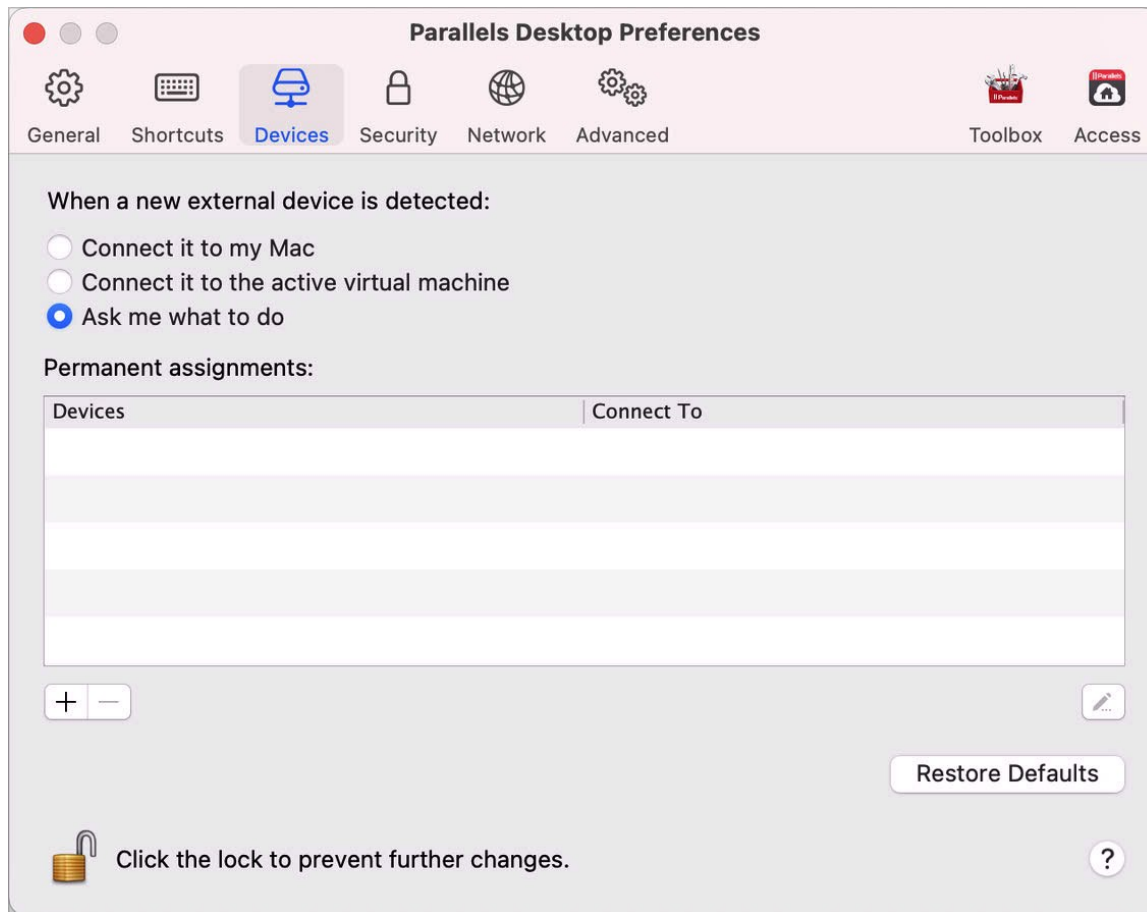 Parallels Desktop Preferences
General Shortcuts Devices Security Network Advanced Toolbox Access
When a new external device is detected:
Connect it to my Mac
Connect it to the active virtual machine
Ask me what to do
Permanent assignments:
Devices Connect To
Restore Defaults
Click the lock to prevent further changes.
?